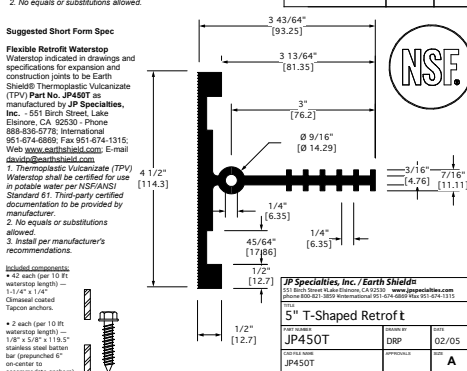 2. No equals or substitutions allowed.
Suggested Short Form Spec
Flexible Retrofit Waterstop
Waterstop indicated in drawings and
specifications for expansion and
construction joints to be Earth
Shield® Thermoplastic Vulcanizate
(TPV) Part No. JP450T as
manufactured by JP Specialties,
Inc. - 551 Birch Street, Lake
Elsinore, CA 92530 - Phone
888-836-5778; International
951-674-6869; Fax 951-674-1315;
Web www.earthshield.com; E-mail
davidp@earthshield.com
1. Thermoplastic Vulcanizate (TPV)
Waterstop shall be certified for use
in potable water per NSF/ANSI
Standard 61. Third-party certified
documentation to be provided by
manufacturer.
2. No equals or substitutions
allowed.
3. Install per manufacturer's
recommendations.
Included components:
• 42 each (per 10 lft
waterstop length) —
1-1/4" x 1/4"
Climaseal coated
Tapcon anchors.
• 2 each (per 10 lft
waterstop length) —
1/8" x 5/8" x 119.5"
stainless steel batten
bar (prepunched 6"
on-center to
3 43/64"
[93.25]
3 13/64"
[81.35]
3"
[76.2]
Ø 9/16"
[Ø 14.29]
4 1/2"
[114.3]
3/16"
[4.76]
7/16"
[11.11]
1/4"
[6.35]
1/4"
[6.35]
45/64"
[17.86]
1/2"
[12.7]
1/2"
[12.7]
NSF.
JP Specialties, Inc. / Earth Shield¤
551 Birch Street ¥Lake Elsinore, CA 92530 www.jpspecialties.com
phone 800-821-3859 ¥international 951-674-6869 ¥fax 951-674-1315
TITLE
5" T-Shaped Retrofit
PART NUMBER
JP450T
DRAWN BY
DRP
DATE
02/05
CAD FILE NAME
JP450T
APPROVALS
SIZE
A